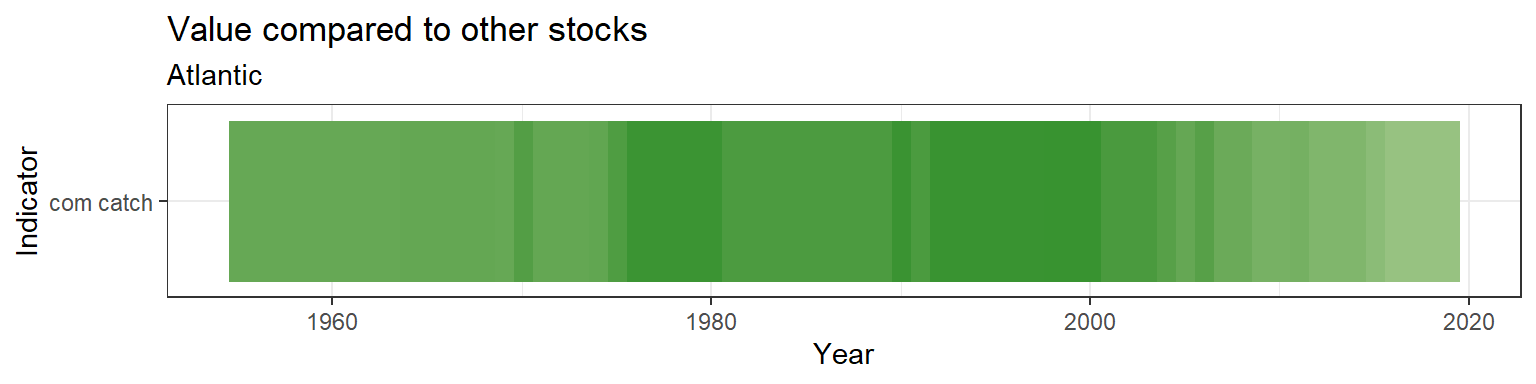 Value compared to other stocks
Atlantic
Indicator
com catch
1960 1980 2000 2020
Year